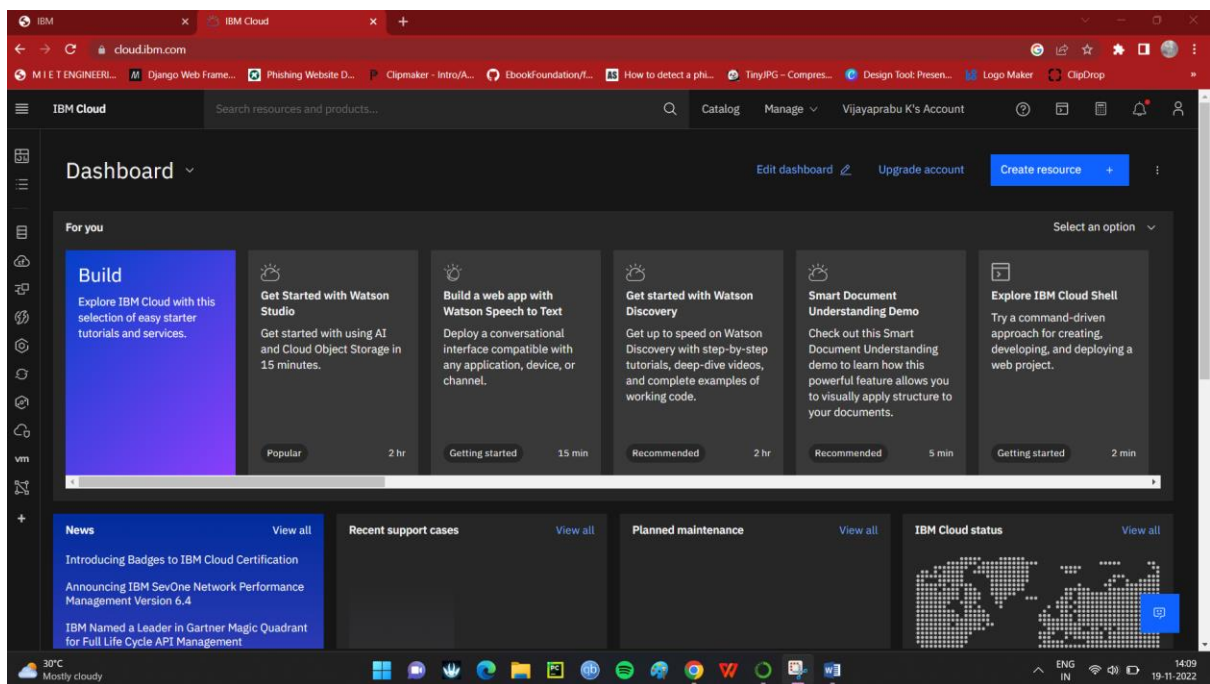 IBM
IBM Cloud
cloud.ibm.com
M I E T ENGINEERI...
Django Web Frame...
Phishing Website D...
Clipmaker - Intro/A...
EbookFoundation/f...
How to detect a phi...
TinyJPG – Compres...
Design Tool: Presen...
Logo Maker
ClipDrop
IBM Cloud
Search resources and products...
Catalog
Manage
Vijayaprabu K's Account
Dashboard
Edit dashboard
Upgrade account
Create resource +
For you
Select an option
Build
Explore IBM Cloud with this
selection of easy starter
tutorials and services.
Get Started with Watson
Studio
Get started with using AI
and Cloud Object Storage in
15 minutes.
Popular
2 hr
Build a web app with
Watson Speech to Text
Deploy a conversational
interface compatible with
any application, device, or
channel.
Getting started
15 min
Get started with Watson
Discovery
Get up to speed on Watson
Discovery with step-by-step
tutorials, deep-dive videos,
and complete examples of
working code.
Recommended
2 hr
Smart Document
Understanding Demo
Check out this Smart
Document Understanding
demo to learn how this
powerful feature allows you
to visually apply structure to
your documents.
Recommended
5 min
Explore IBM Cloud Shell
Try a command-driven
approach for creating,
developing, and deploying a
web project.
Getting started
2 min
vm
News
View all
Introducing Badges to IBM Cloud Certification
Announcing IBM SevOne Network Performance
Management Version 6.4
IBM Named a Leader in Gartner Magic Quadrant
for Full Life Cycle API Management
Recent support cases
View all
Planned maintenance
View all
IBM Cloud status
View all
30°C
Mostly cloudy
ENG
IN
14:09
19-11-2022